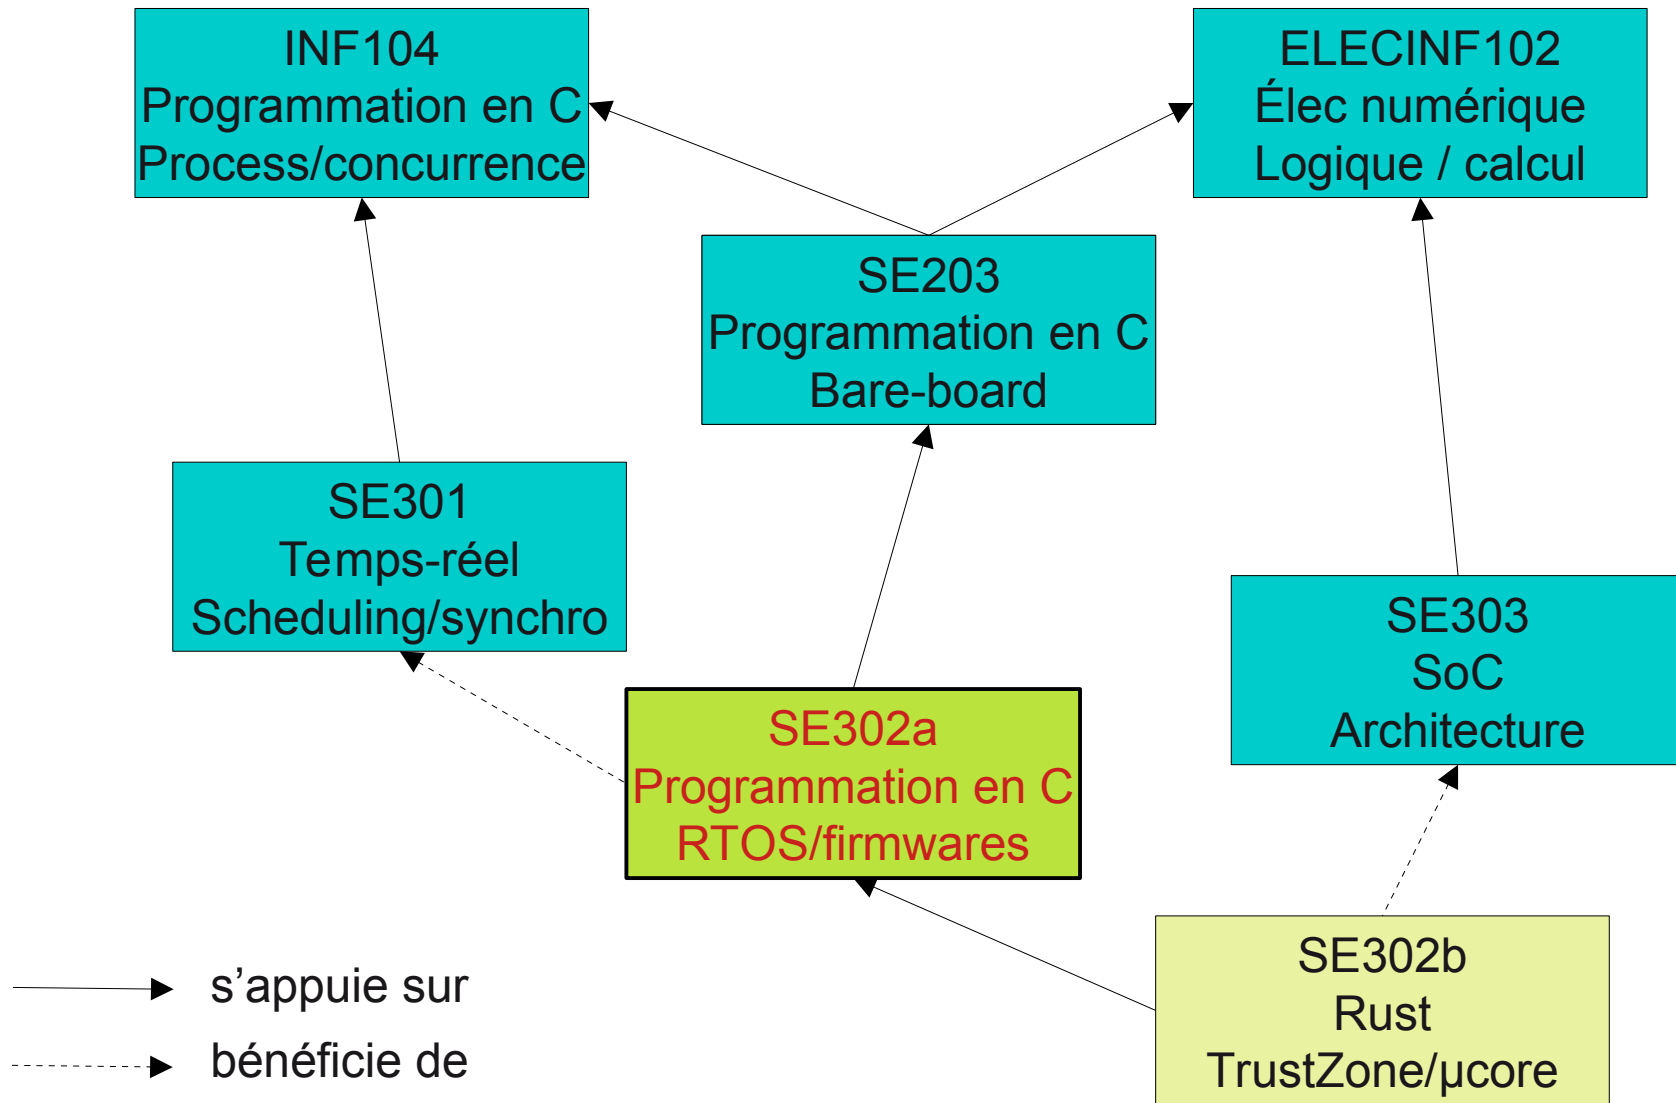 INF104
Programmation en C
Process/concurrence
ELECINF102
Élec numérique
Logique / calcul
SE203
Programmation en C
Bare-board
SE301
Temps-réel
Scheduling/synchro
SE303
SoC
Architecture
SE302a
Programmation en C
RTOS/firmwares
SE302b
Rust
TrustZone/µcore
s’appuie sur
bénéficie de